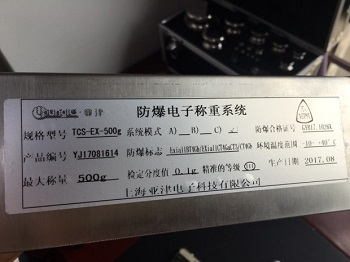 防爆电子称重系统
规格型号 TCS-EX-500g 系统模式 A) B) C) 防爆合格证号 GYB17.1028X
产品编号 YJ17081614 防爆标志 环境温度范围 -10-+40℃
最大称量 500g 检定分度值 0.1g 精准的等级 III 生产日期 2017.08
上海亚津电子科技有限公司